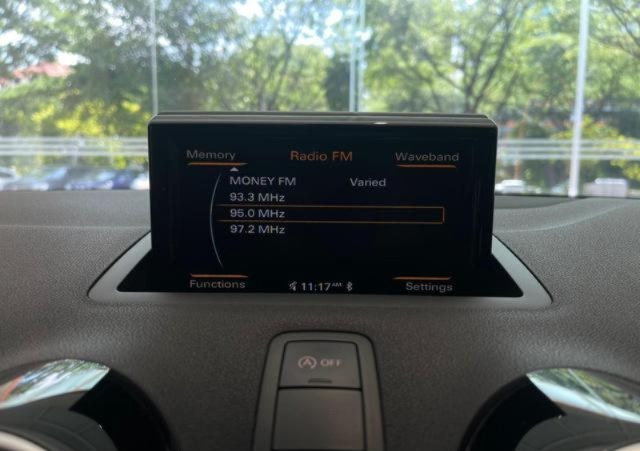 Memory Radio FM Waveband
MONEY FM Varied
93.3 MHz
95.0 MHz
97.2 MHz
Functions 11:17 AM Settings
A OFF